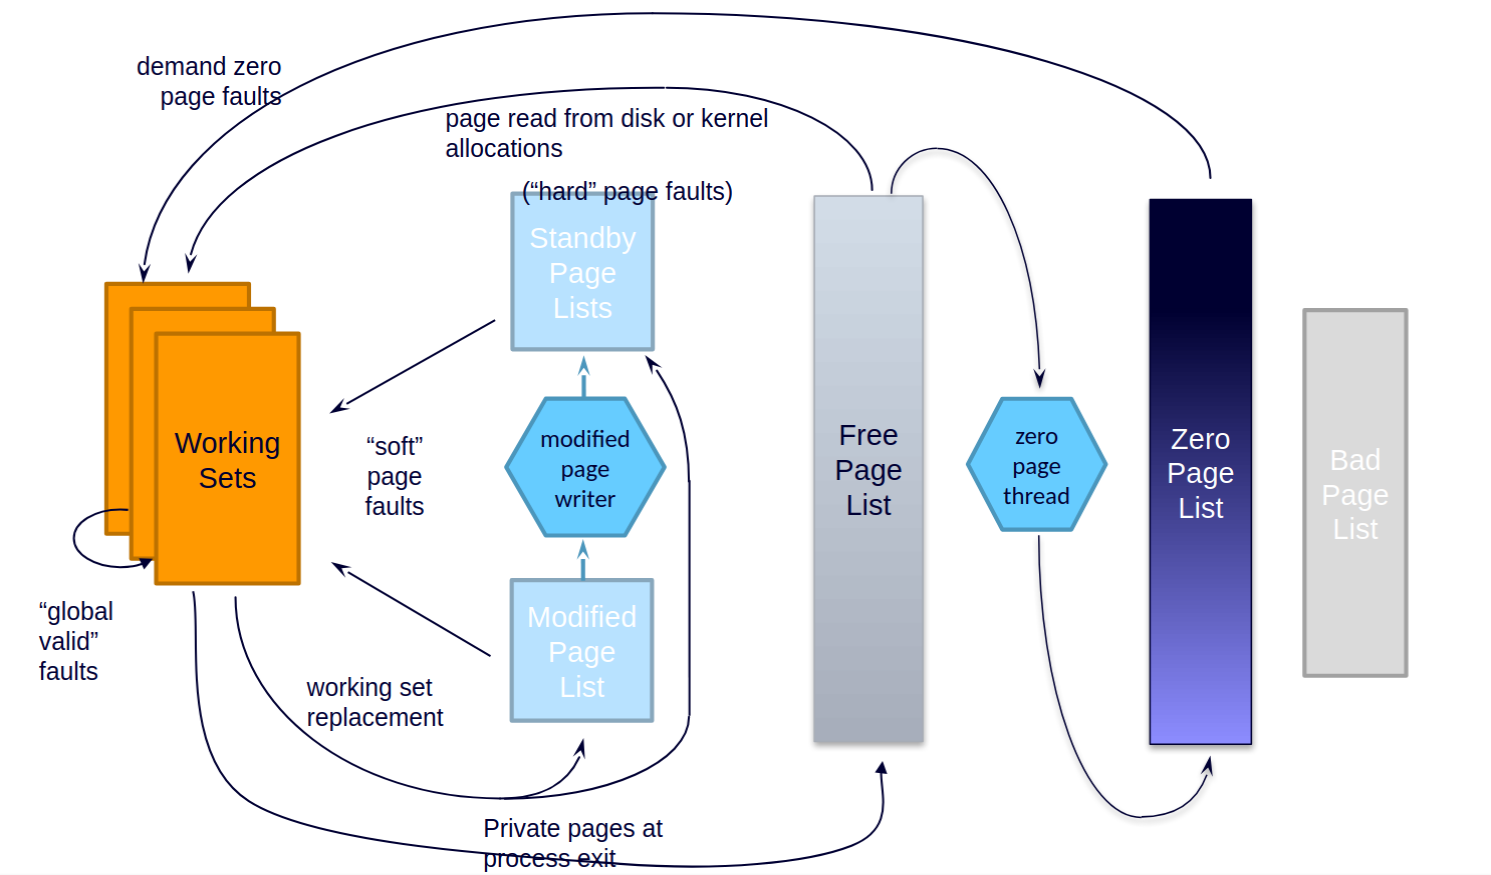 demand zero
page faults
page read from disk or kernel
allocations
(“hard” page faults)
Standby
Page
Lists
Working
Sets
“soft”
page
faults
modified
page
writer
Free
Page
List
zero
page
thread
Zero
Page
List
Bad
Page
List
“global
valid”
faults
Modified
Page
List
working set
replacement
Private pages at
process exit